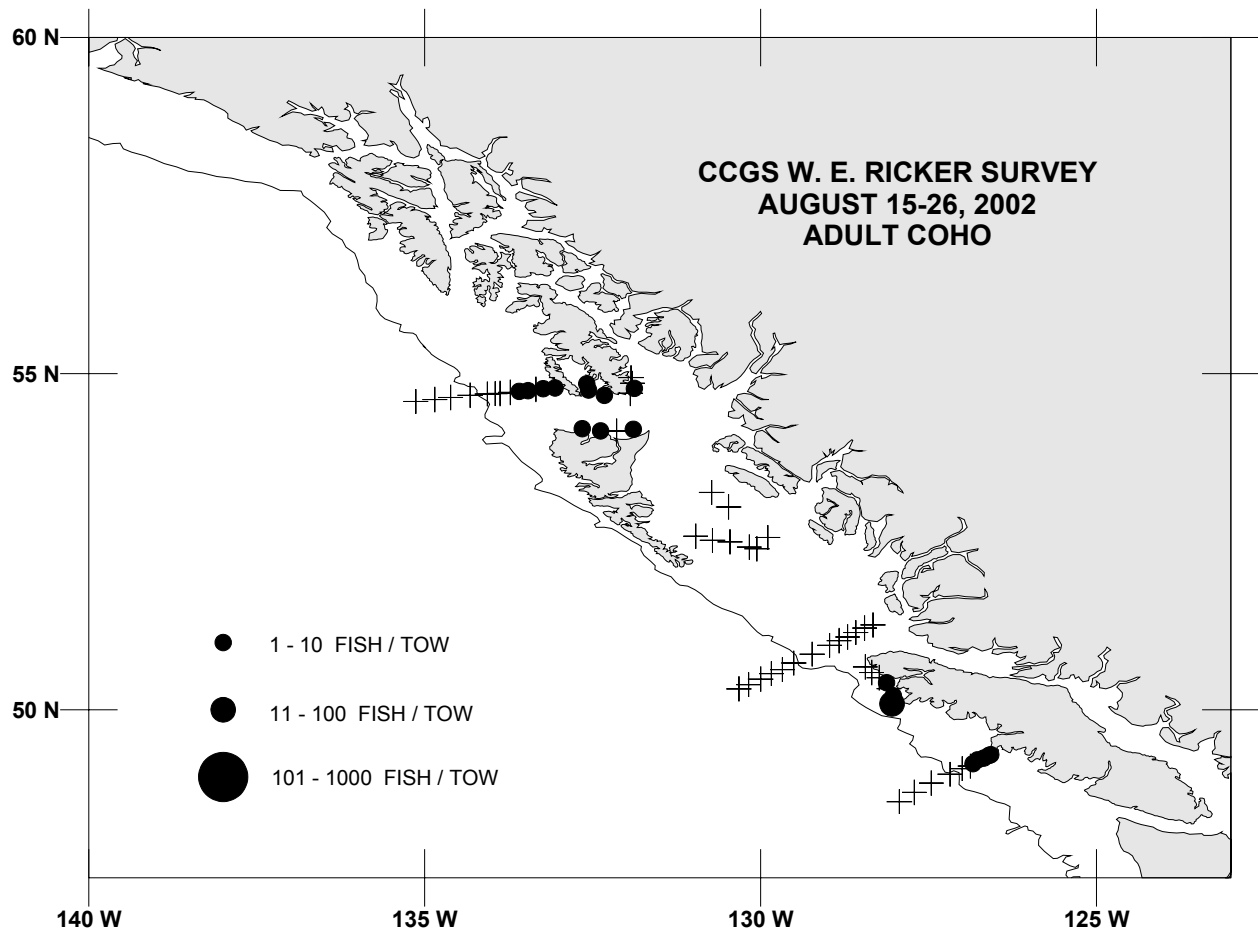 60 N
CCGS W. E. RICKER SURVEY
AUGUST 15-26, 2002
ADULT COHO
55 N
1 - 10 FISH / TOW
50 N
11 - 100 FISH / TOW
101 - 1000 FISH / TOW
140 W
135 W
130 W
125 W